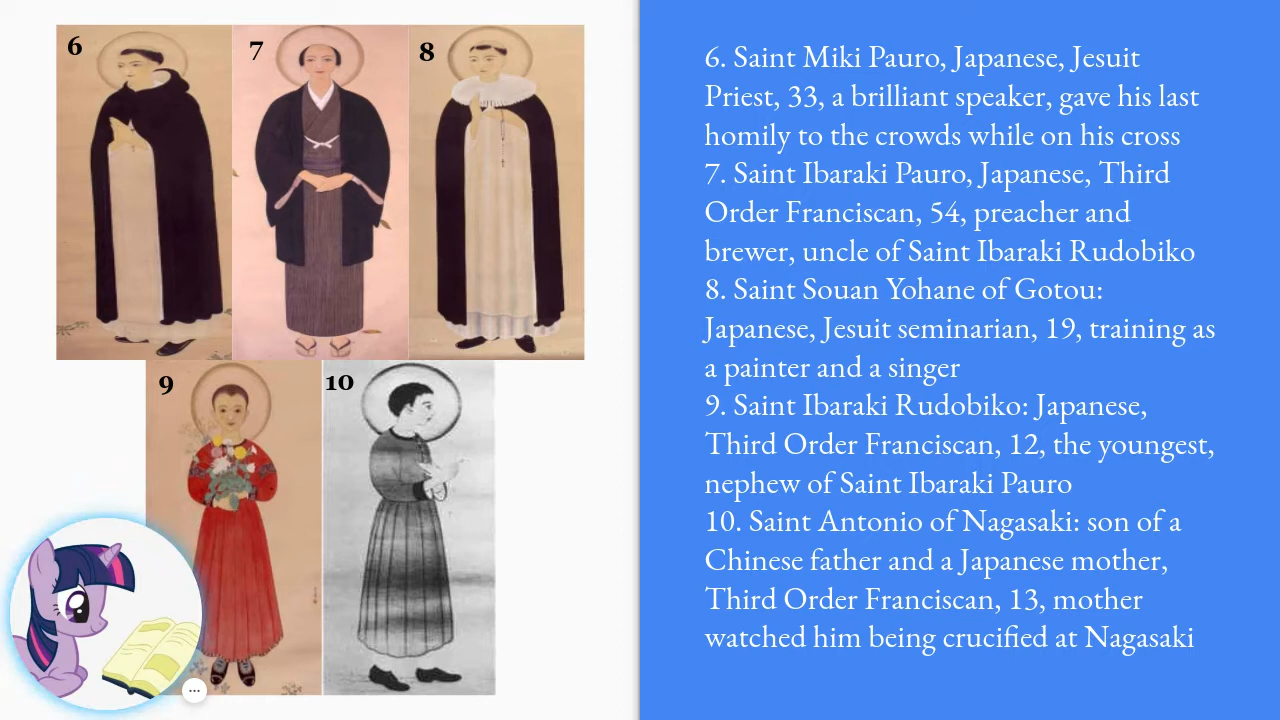 6
7
8
9
10
6. Saint Miki Pauro, Japanese, Jesuit
Priest, 33, a brilliant speaker, gave his last
homily to the crowds while on his cross
7. Saint Ibaraki Pauro, Japanese, Third
Order Franciscan, 54, preacher and
brewer, uncle of Saint Ibaraki Rudobiko
8. Saint Souan Yohane of Gotou:
Japanese, Jesuit seminarian, 19, training as
a painter and a singer
9. Saint Ibaraki Rudobiko: Japanese,
Third Order Franciscan, 12, the youngest,
nephew of Saint Ibaraki Pauro
10. Saint Antonio of Nagasaki: son of a
Chinese father and a Japanese mother,
Third Order Franciscan, 13, mother
watched him being crucified at Nagasaki